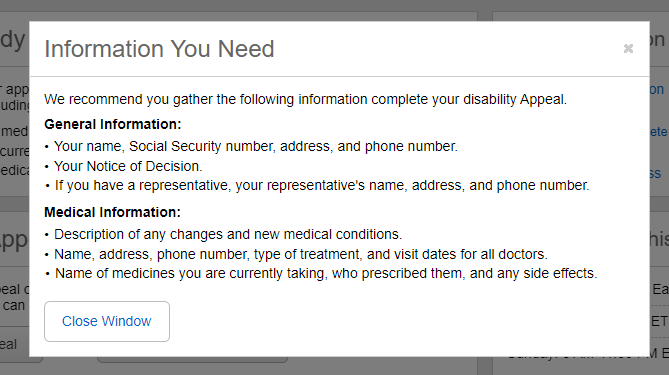 Information You Need
We recommend you gather the following information complete your disability Appeal.
General Information:
• Your name, Social Security number, address, and phone number.
• Your Notice of Decision.
• If you have a representative, your representative's name, address, and phone number.
Medical Information:
• Description of any changes and new medical conditions.
• Name, address, phone number, type of treatment, and visit dates for all doctors.
• Name of medicines you are currently taking, who prescribed them, and any side effects.
Close Window